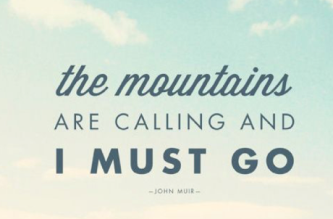 the mountains
ARE CALLING AND
I MUST GO
–JOHN MUIR–